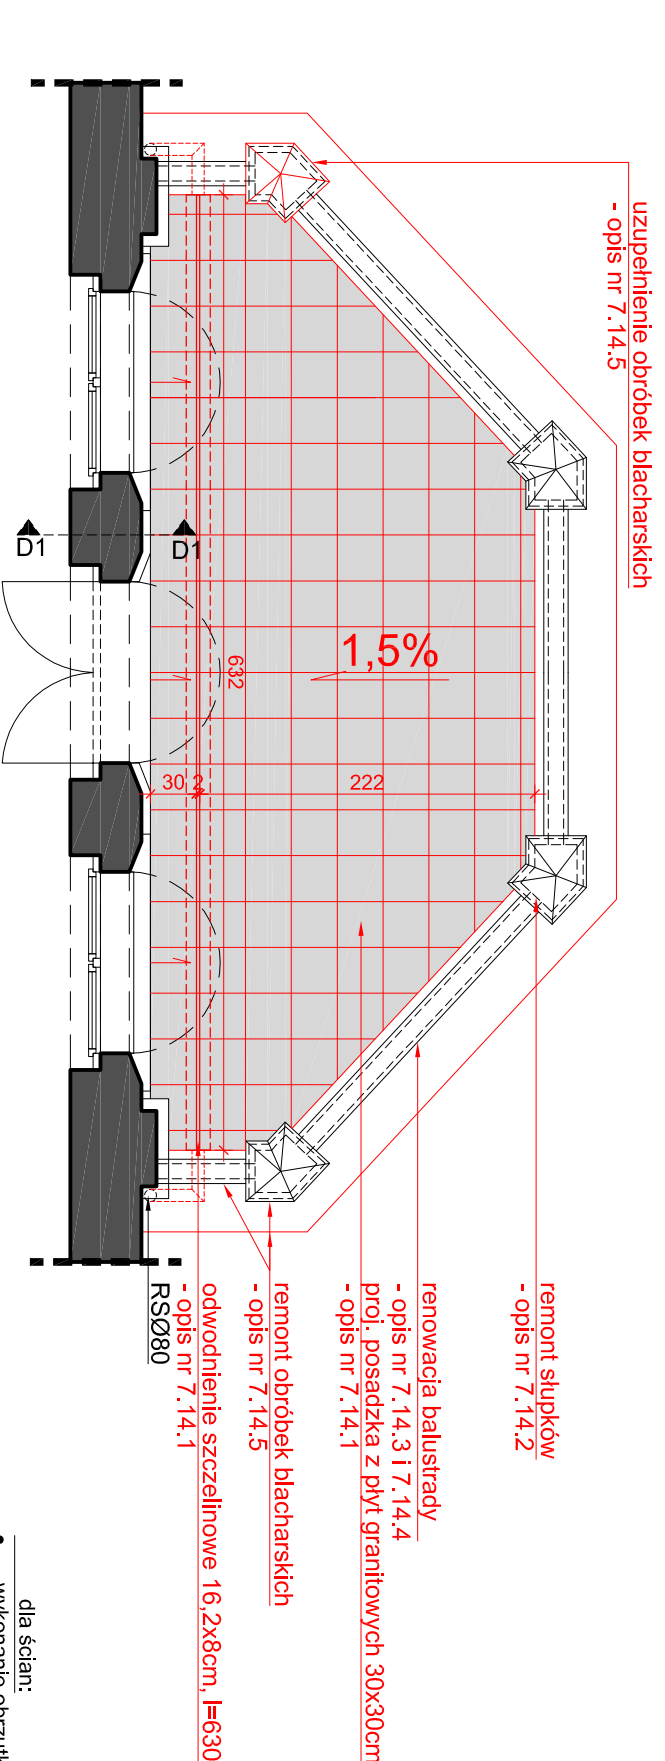 uzupełnienie obróbek blacharskich
- opis nr 7.14.5
D1
D1
1,5%
632
30
2
222
remont słupków
- opis nr 7.14.2
renowacja balustrady
- opis nr 7.14.3 i 7.14.4
proj. posadzka z płyt granitowych 30x30cm
- opis nr 7.14.1
remont obróbek blacharskich
- opis nr 7.14.5
odwodnienie szczelinowe 16,2x8cm, l=630
- opis nr 7.14.1
RSØ80
dla ścian: